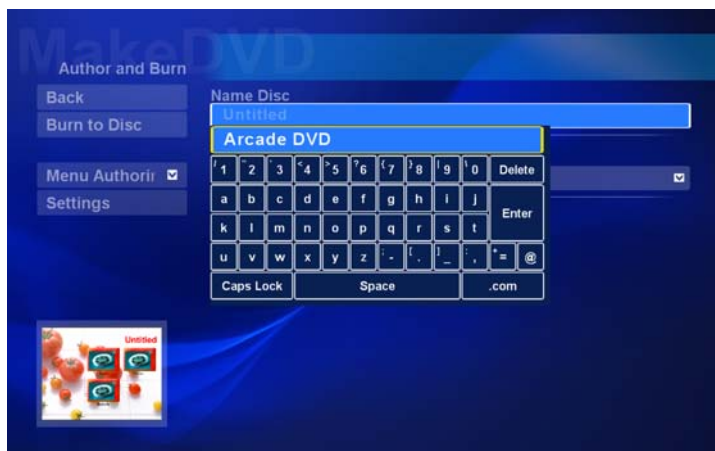 MakeDVD
Author and Burn
Back
Burn to Disc
Menu Authorin
Settings
Name Disc
Untitled
Arcade DVD
1 2 3 4 5 6 7 8 9 0 Delete
a b c d e f g h i j
Enter
k l m n o p q r s t
u v w x y z - . _ , = @
Caps Lock Space .com
Untitled